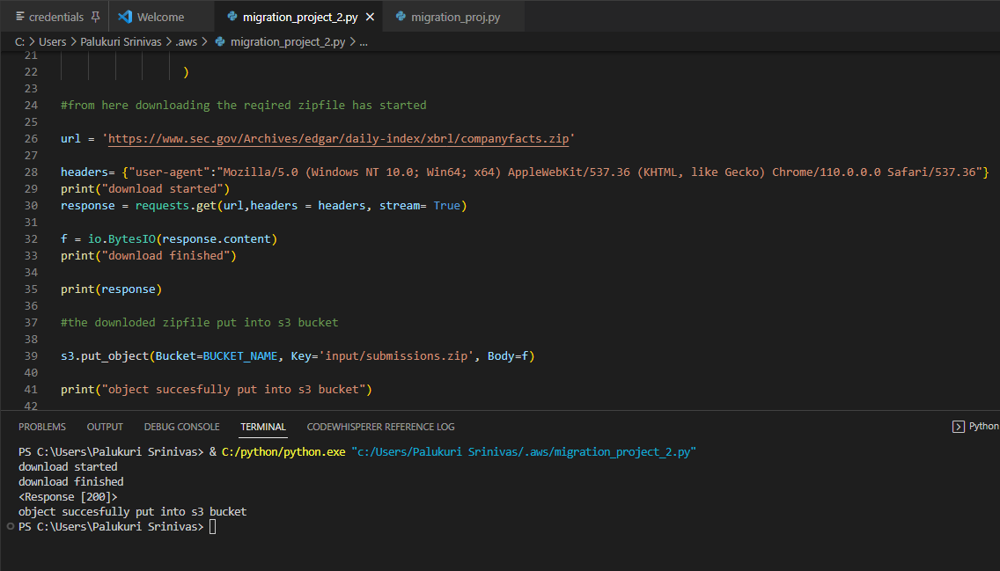 credentials Welcome migration_project_2.py × migration_proj.py
C: > Users > Palukuri Srinivas > .aws > migration_project_2.py > ...
21
22 )
23
24 #from here downloading the reqired zipfile has started
25
26 url = 'https://www.sec.gov/Archives/edgar/daily-index/xbrl/companyfacts.zip'
27
28 headers= {"user-agent":"Mozilla/5.0 (Windows NT 10.0; Win64; x64) AppleWebKit/537.36 (KHTML, like Gecko) Chrome/110.0.0.0 Safari/537.36"}
29 print("download started")
30 response = requests.get(url,headers = headers, stream= True)
31
32 f = io.BytesIO(response.content)
33 print("download finished")
34
35 print(response)
36
37 #the downloded zipfile put into s3 bucket
38
39 s3.put_object(Bucket=BUCKET_NAME, Key='input/submissions.zip', Body=f)
40
41 print("object succesfully put into s3 bucket")
42
PROBLEMS OUTPUT DEBUG CONSOLE TERMINAL CODEWHISPERER REFERENCE LOG Python
PS C:\Users\Palukuri Srinivas> & C:/python/python.exe "c:/Users/Palukuri Srinivas/.aws/migration_project_2.py"
download started
download finished
<Response [200]>
object succesfully put into s3 bucket
PS C:\Users\Palukuri Srinivas>